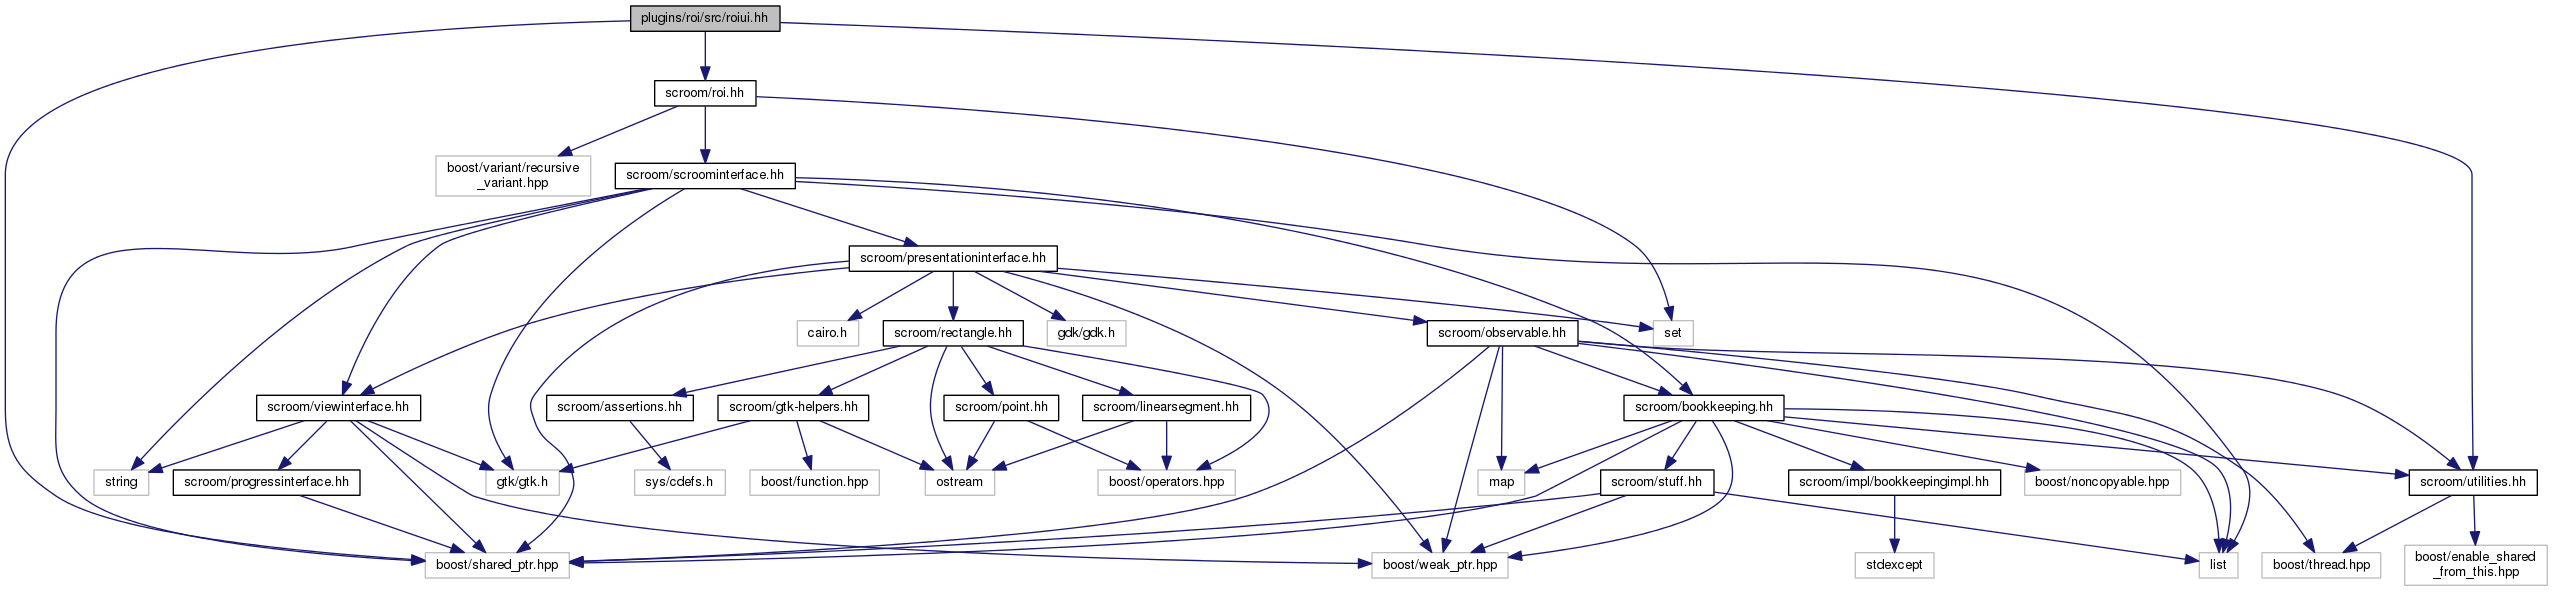 plugins/roi/src/roiui.hh
scroom/roi.hh
boost/variant/recursive
_variant.hpp
scroom/scroominterface.hh
scroom/presentationinterface.hh
cairo.h
scroom/rectangle.hh
gdk/gdk.h
scroom/observable.hh
set
scroom/viewinterface.hh
scroom/assertions.hh
scroom/gtk-helpers.hh
scroom/point.hh
scroom/linearsegment.hh
scroom/bookkeeping.hh
string
scroom/progressinterface.hh
gtk/gtk.h
sys/cdefs.h
boost/function.hpp
ostream
boost/operators.hpp
map
scroom/stuff.hh
scroom/impl/bookkeepingimpl.hh
boost/noncopyable.hpp
scroom/utilities.hh
boost/shared_ptr.hpp
boost/weak_ptr.hpp
stdexcept
list
boost/thread.hpp
boost/enable_shared
_from_this.hpp